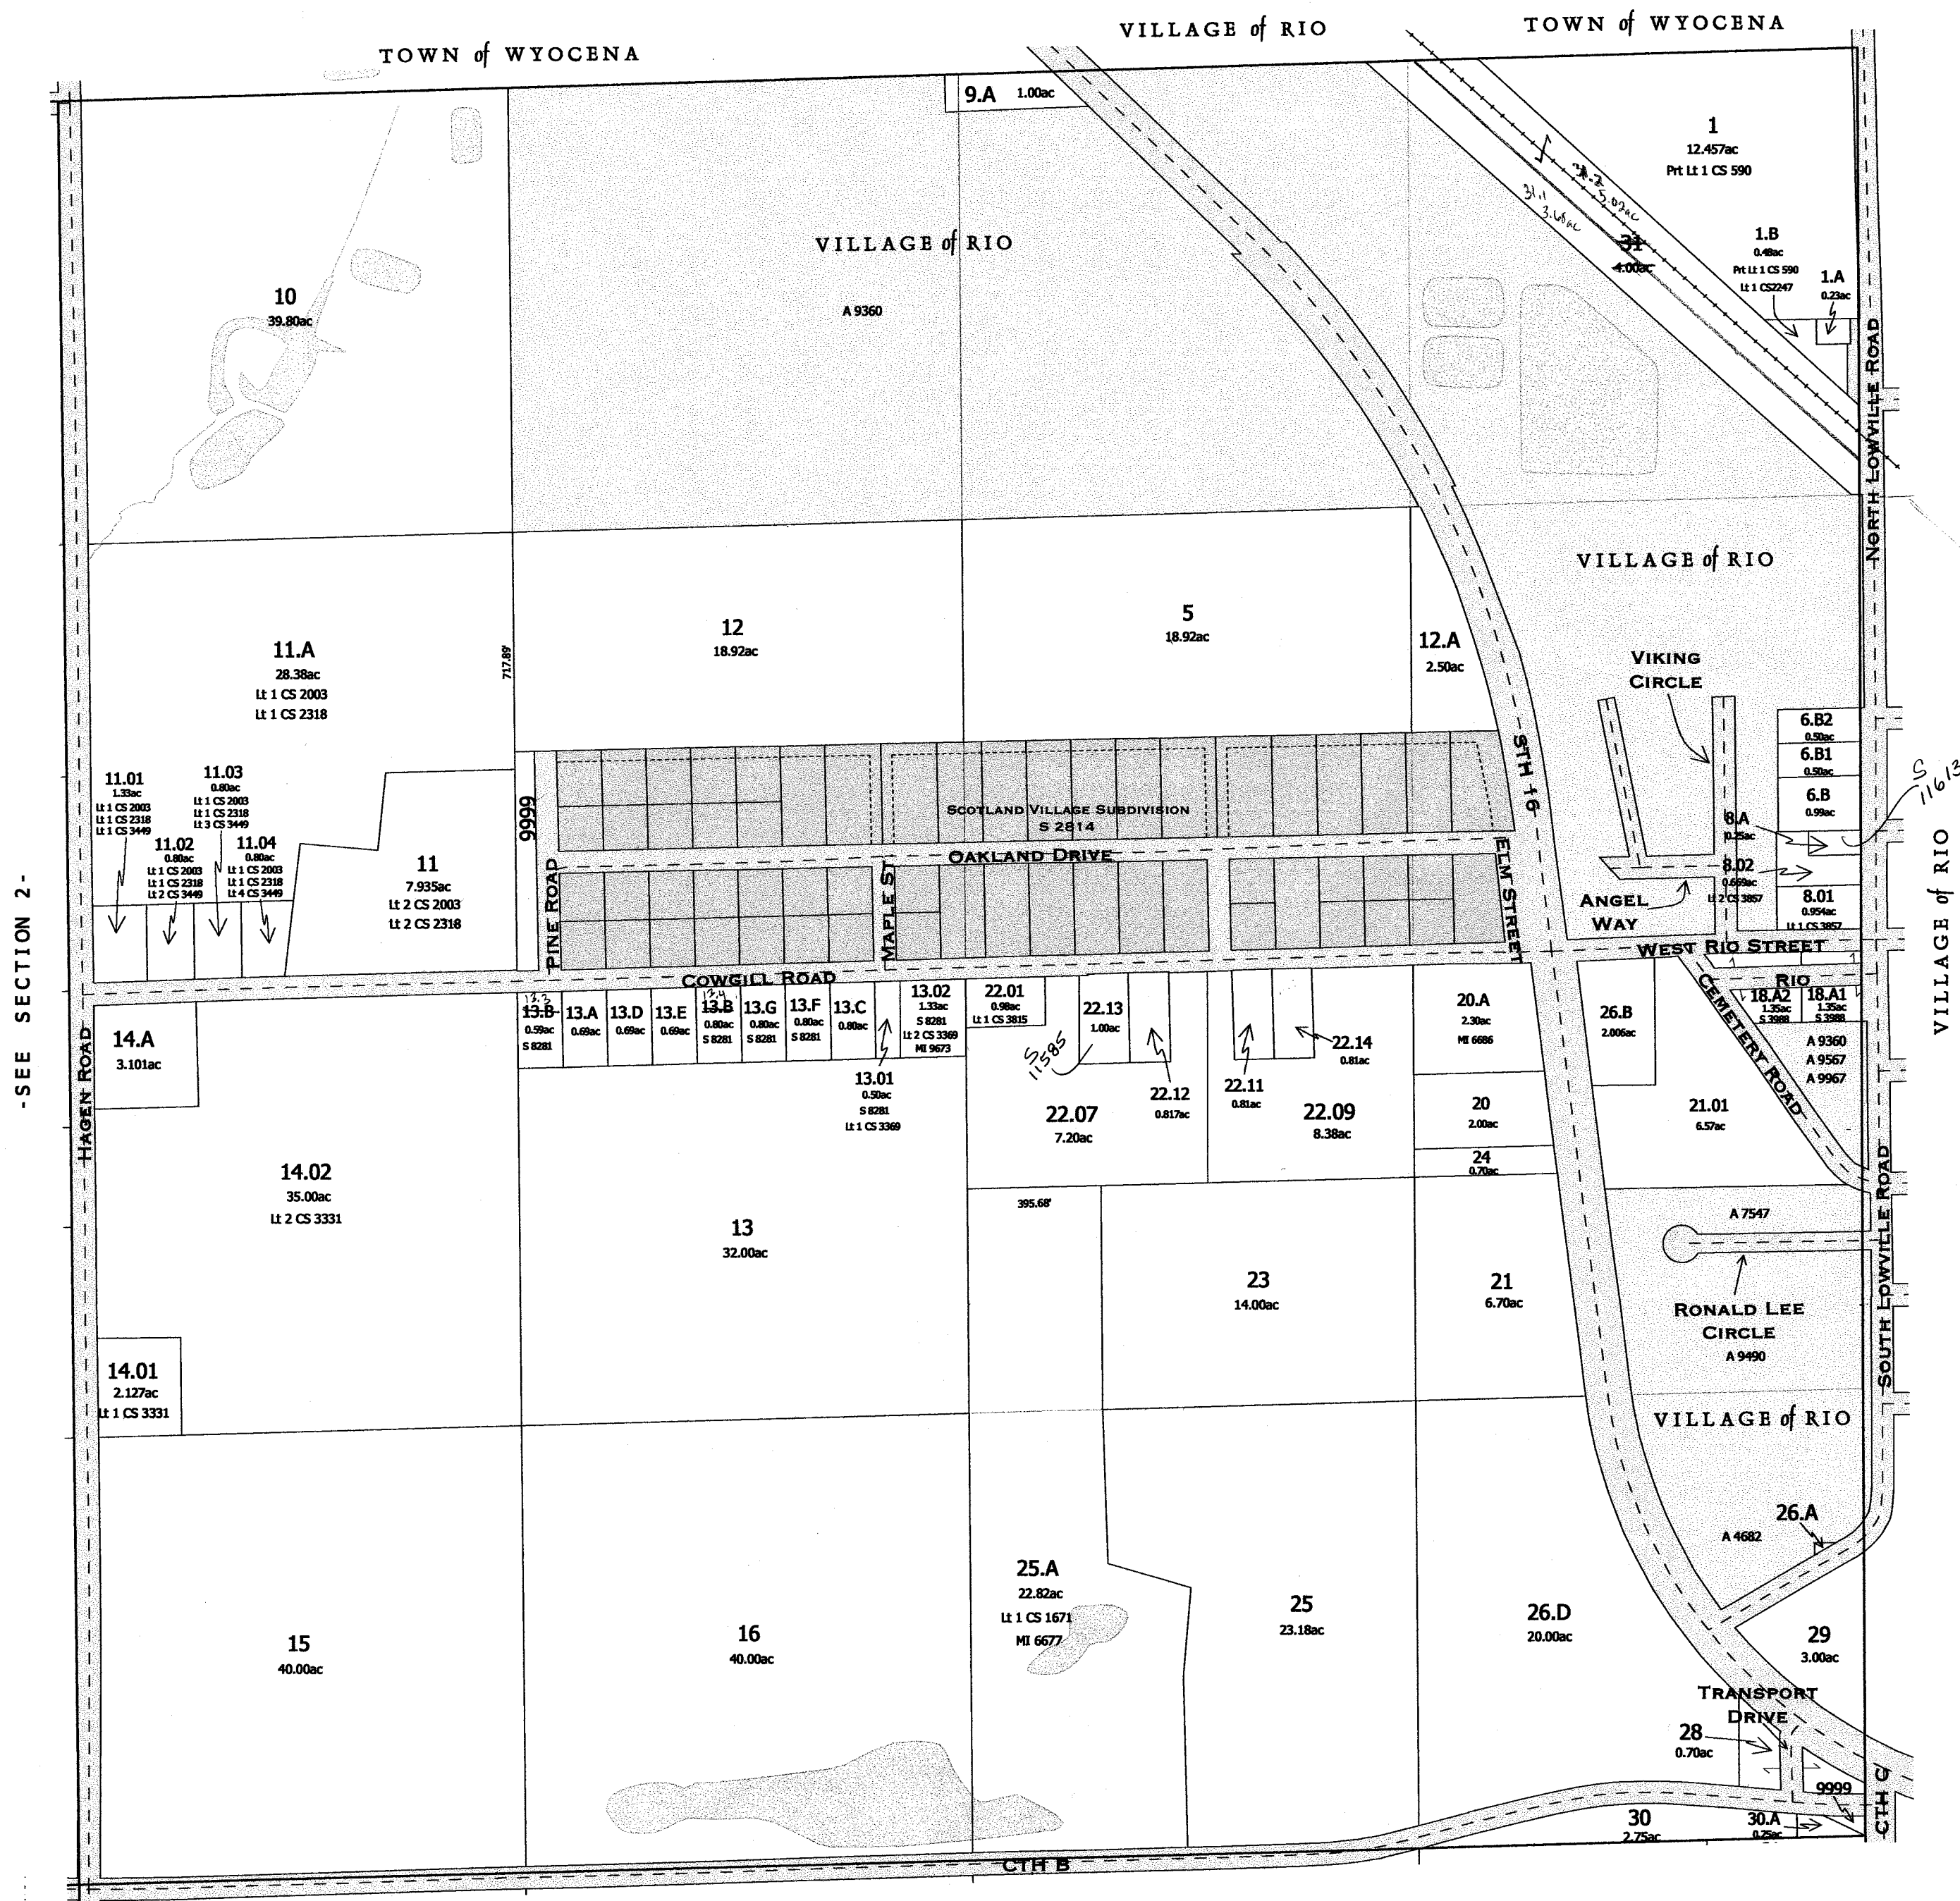 TOWN of WYOCENA
VILLAGE of RIO
TOWN of WYOCENA
9.A 1.00ac
1
12.457ac
Prt Lt 1 CS 590
5.02ac
31.1
3.68ac
31
4.00ac
1.B
0.48ac
Prt Lt 1 CS 590
Lt 1 CS2247
1.A
0.23ac
VILLAGE of RIO
A 9360
10
39.80ac
NORTH LOWVILLE ROAD
VILLAGE of RIO
11.A
28.38ac
Lt 1 CS 2003
Lt 1 CS 2318
717.89'
12
18.92ac
5
18.92ac
12.A
2.50ac
VIKING
CIRCLE
6.B2
0.50ac
6.B1
0.50ac
6.B
0.99ac
S
11613
8.A
0.25ac
8.02
0.669ac
Lt 2 CS 3857
8.01
0.954ac
Lt 1 CS 3857
STH 16
11.01
1.33ac
Lt 1 CS 2003
Lt 1 CS 2318
Lt 1 CS 3449
11.03
0.80ac
Lt 1 CS 2003
Lt 1 CS 2318
Lt 3 CS 3449
11.02
0.80ac
Lt 1 CS 2003
Lt 1 CS 2318
Lt 2 CS 3449
11.04
0.80ac
Lt 1 CS 2003
Lt 1 CS 2318
Lt 4 CS 3449
11
7.935ac
Lt 2 CS 2003
Lt 2 CS 2318
9999
SCOTLAND VILLAGE SUBDIVISION
S 2814
OAKLAND DRIVE
PINE ROAD
MAPLE ST
ELM STREET
ANGEL
WAY
WEST RIO STREET
VILLAGE of RIO
-SEE SECTION 2-
COWGILL ROAD
RIO
CEMETERY ROAD
HAGEN ROAD
14.A
3.101ac
13.3
13.B
0.59ac
S 8281
13.A
0.69ac
13.D
0.69ac
13.E
0.69ac
13.4
13.B
0.80ac
S 8281
13.G
0.80ac
S 8281
13.F
0.80ac
S 8281
13.C
0.80ac
13.02
1.33ac
S 8281
Lt 2 CS 3369
MI 9673
13.01
0.50ac
S 8281
Lt 1 CS 3369
22.01
0.98ac
Lt 1 CS 3815
22.13
1.00ac
S
11585
22.12
0.817ac
22.11
0.81ac
22.14
0.81ac
22.07
7.20ac
22.09
8.38ac
20.A
2.30ac
MI 6686
20
2.00ac
24
0.70ac
26.B
2.006ac
18.A2
1.35ac
S 3988
18.A1
1.35ac
S 3988
A 9360
A 9567
A 9967
21.01
6.57ac
14.02
35.00ac
Lt 2 CS 3331
13
32.00ac
395.68'
23
14.00ac
21
6.70ac
A 7547
RONALD LEE
CIRCLE
A 9490
SOUTH LOWVILLE ROAD
14.01
2.127ac
Lt 1 CS 3331
VILLAGE of RIO
26.A
A 4682
15
40.00ac
16
40.00ac
25.A
22.82ac
Lt 1 CS 1671
MI 6677
25
23.18ac
26.D
20.00ac
29
3.00ac
TRANSPORT
DRIVE
28
0.70ac
9999
30
2.75ac
30.A
0.25ac
CTH B
CTH C